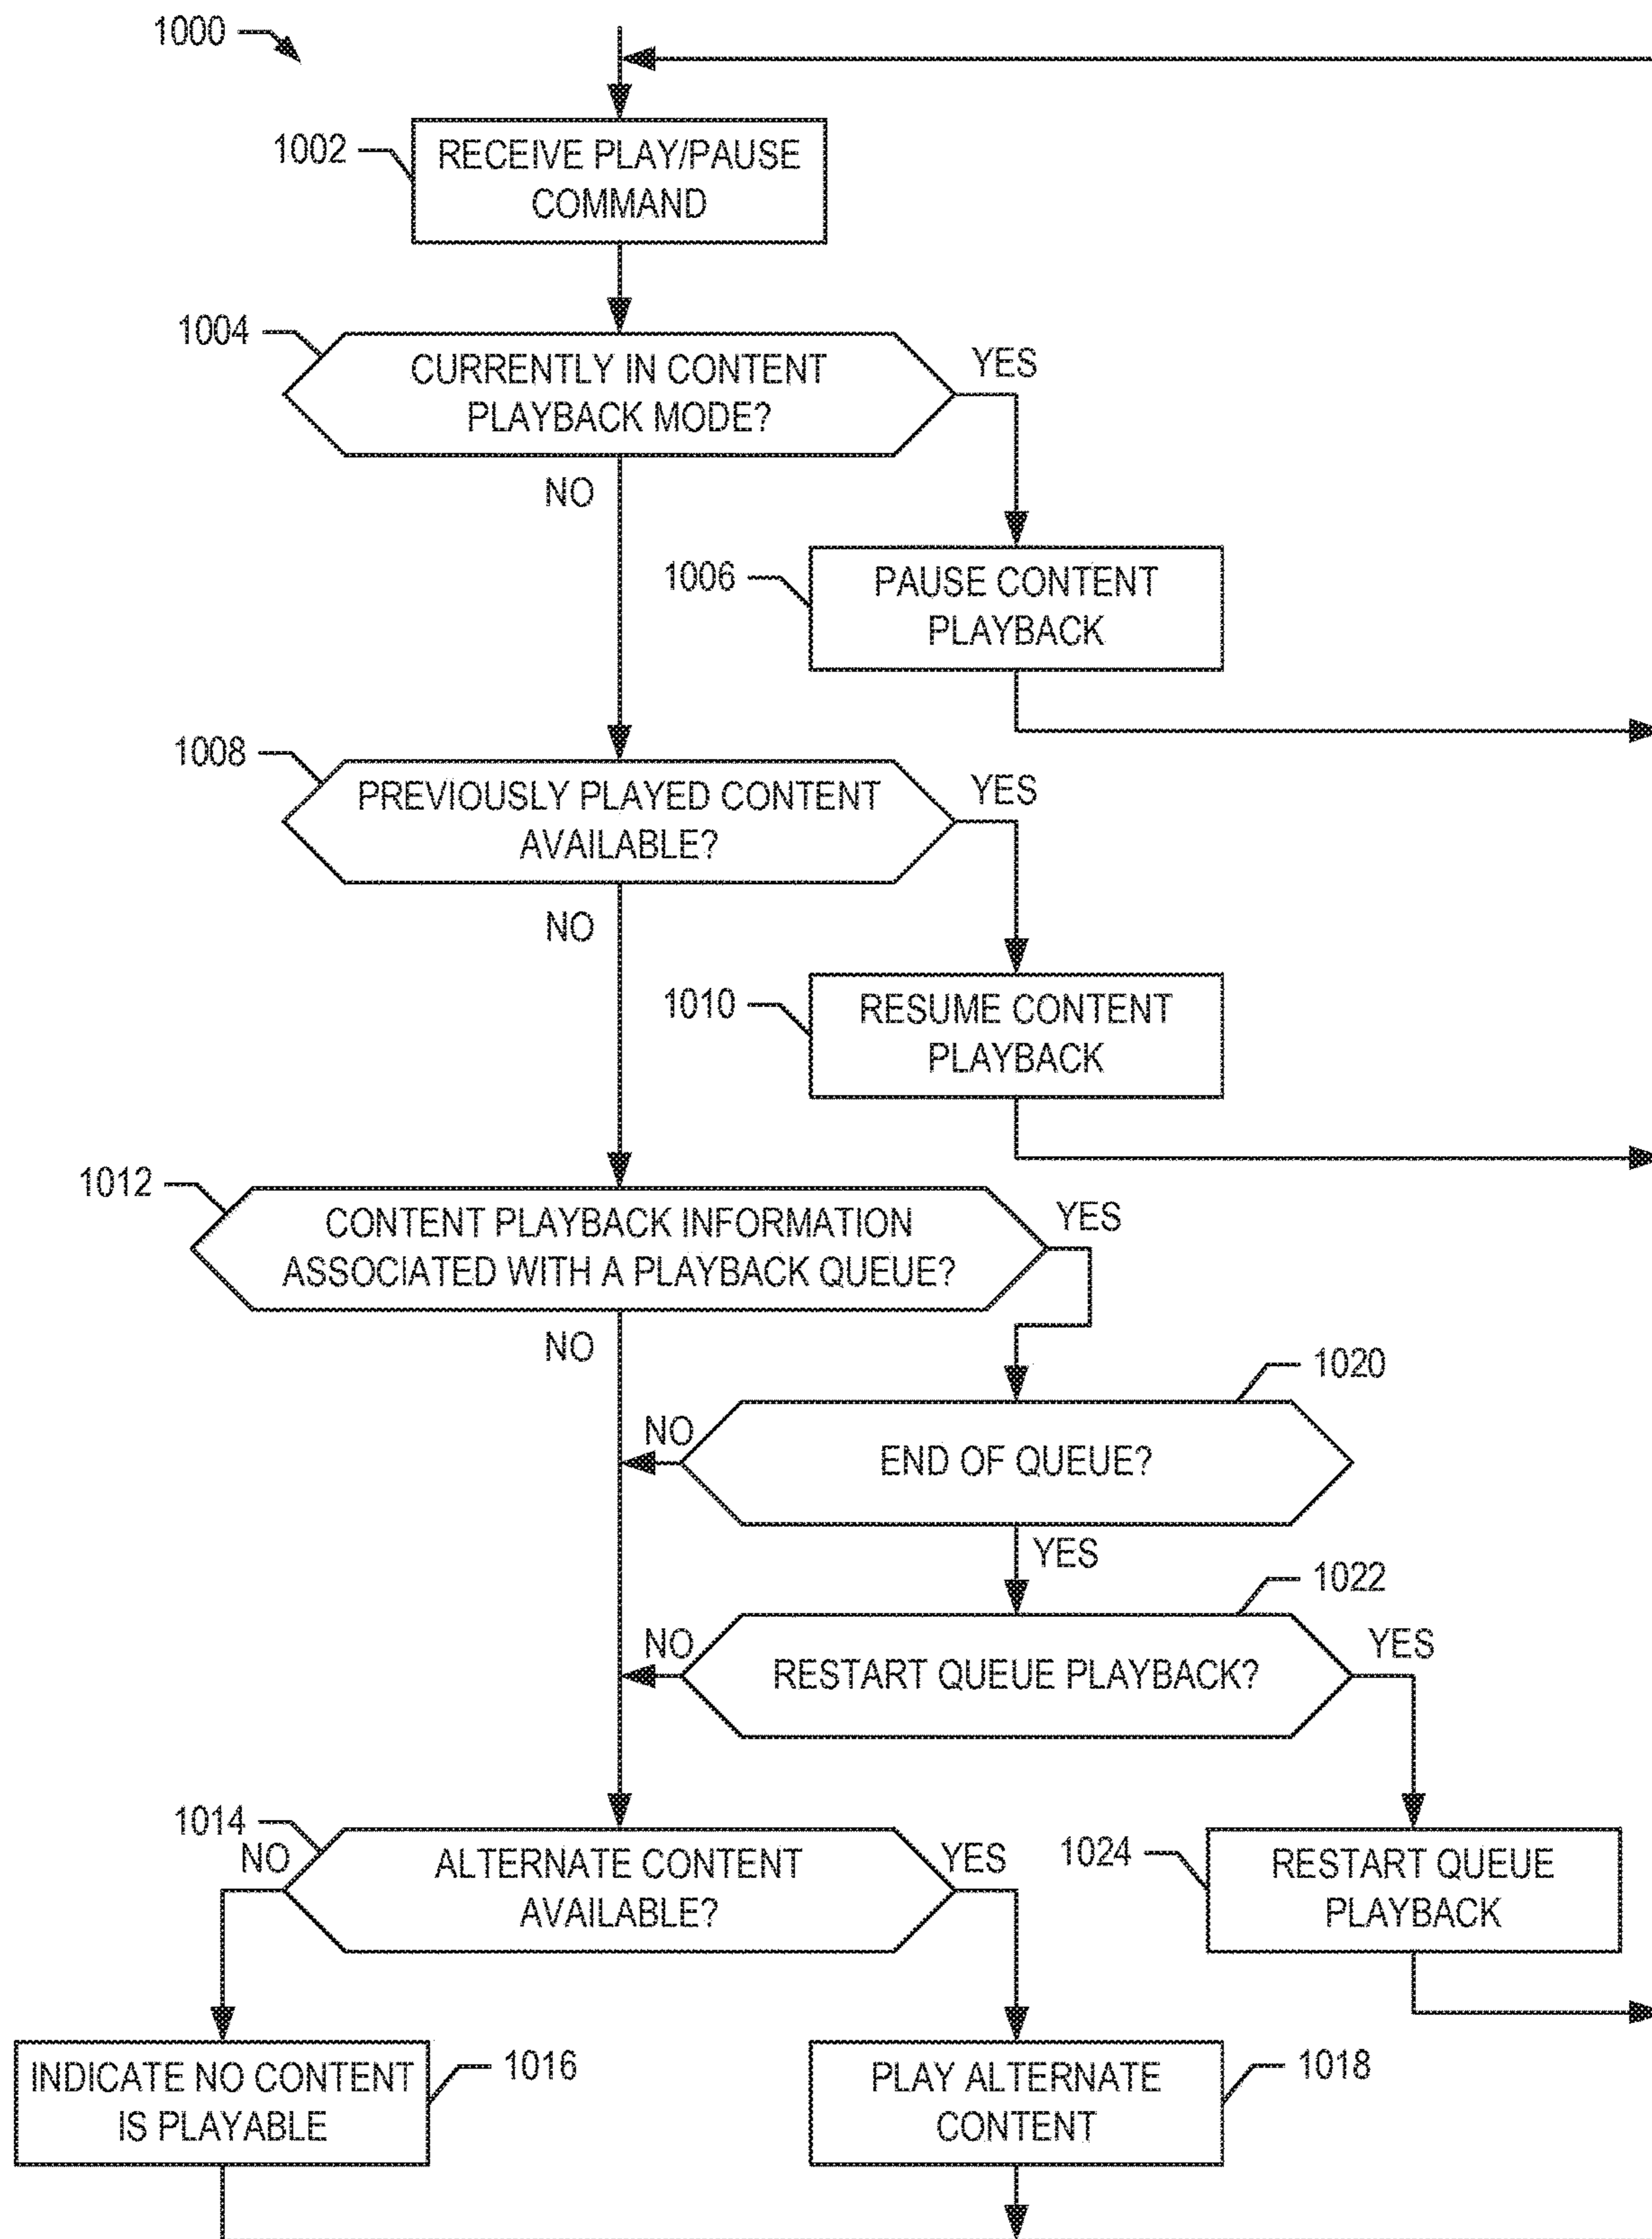 1000
1002
RECEIVE PLAY/PAUSE
COMMAND
1004
CURRENTLY IN CONTENT
PLAYBACK MODE?
YES
NO
1006
PAUSE CONTENT
PLAYBACK
1008
PREVIOUSLY PLAYED CONTENT
AVAILABLE?
YES
NO
1010
RESUME CONTENT
PLAYBACK
1012
CONTENT PLAYBACK INFORMATION
ASSOCIATED WITH A PLAYBACK QUEUE?
YES
NO
1020
NO
END OF QUEUE?
YES
1022
NO
RESTART QUEUE PLAYBACK?
YES
1014
NO
ALTERNATE CONTENT
AVAILABLE?
YES
1024
RESTART QUEUE
PLAYBACK
INDICATE NO CONTENT
IS PLAYABLE
1016
PLAY ALTERNATE
CONTENT
1018